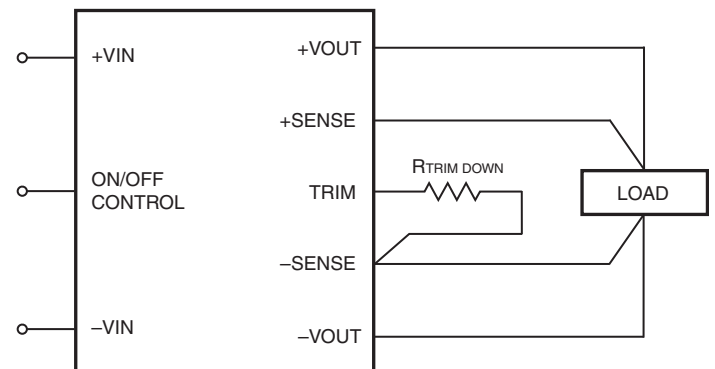 +VIN
+VOUT
+SENSE
RTRIM DOWN
ON/OFF
CONTROL
TRIM
LOAD
–SENSE
–VIN
–VOUT